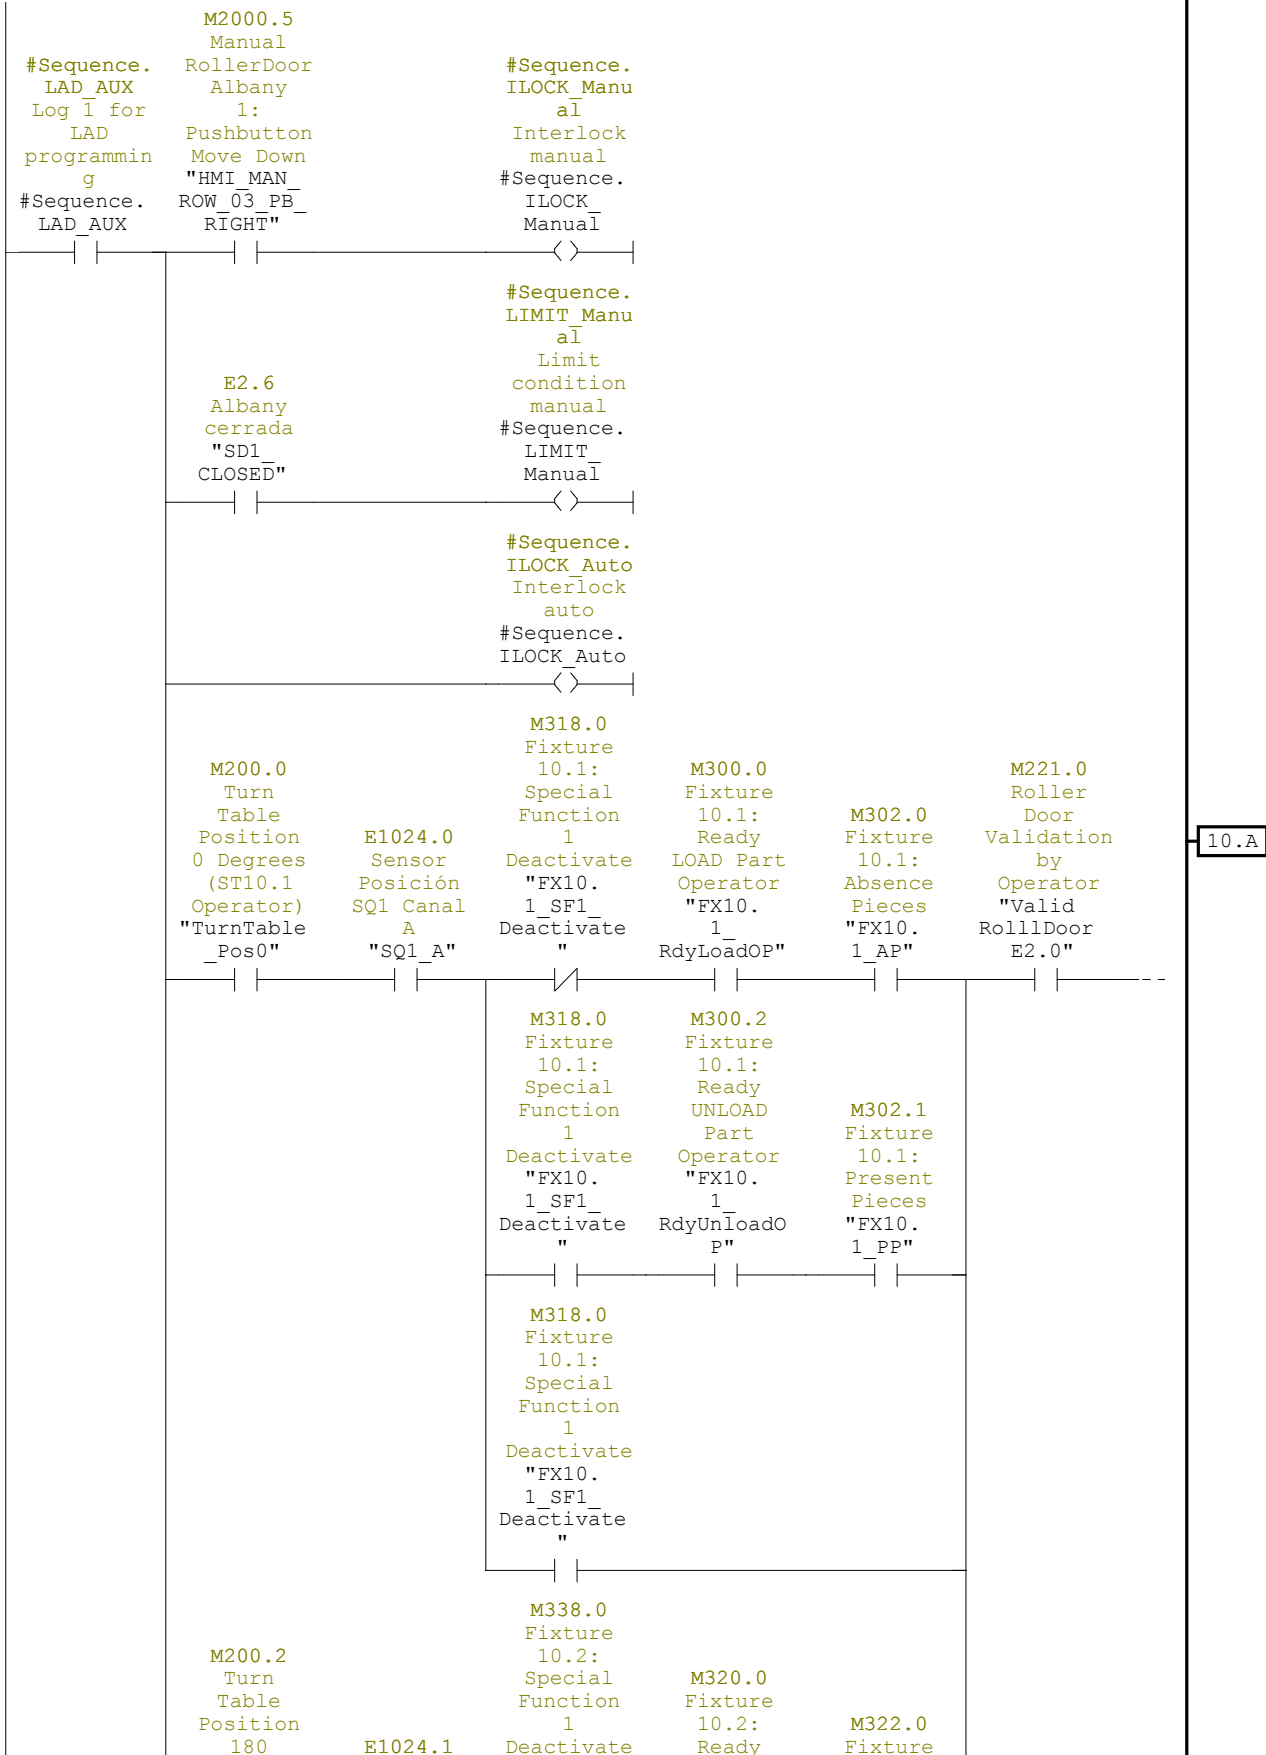 #Sequence.
LAD_AUX
Log 1 for
LAD
programmin
g
#Sequence.
LAD_AUX
M2000.5
Manual
RollerDoor
Albany
1:
Pushbutton
Move Down
"HMI_MAN_
ROW_03_PB_
RIGHT"
#Sequence.
ILOCK_Manu
al
Interlock
manual
#Sequence.
ILOCK_
Manual
E2.6
Albany
cerrada
"SD1_
CLOSED"
#Sequence.
LIMIT_Manu
al
Limit
condition
manual
#Sequence.
LIMIT_
Manual
#Sequence.
ILOCK_Auto
Interlock
auto
#Sequence.
ILOCK_Auto
M200.0
Turn
Table
Position
0 Degrees
(ST10.1
Operator)
"TurnTable
_Pos0"
E1024.0
Sensor
Posición
SQ1 Canal
A
"SQ1_A"
M318.0
Fixture
10.1:
Special
Function
1
Deactivate
"FX10.
1_SF1_
Deactivate
"
M300.0
Fixture
10.1:
Ready
LOAD Part
Operator
"FX10.
1_
RdyLoadOP"
M302.0
Fixture
10.1:
Absence
Pieces
"FX10.
1_AP"
M221.0
Roller
Door
Validation
by
Operator
"Valid
RolllDoor
E2.0"
10.A
M318.0
Fixture
10.1:
Special
Function
1
Deactivate
"FX10.
1_SF1_
Deactivate
"
M300.2
Fixture
10.1:
Ready
UNLOAD
Part
Operator
"FX10.
1_
RdyUnloadO
P"
M302.1
Fixture
10.1:
Present
Pieces
"FX10.
1_PP"
M318.0
Fixture
10.1:
Special
Function
1
Deactivate
"FX10.
1_SF1_
Deactivate
"
M200.2
Turn
Table
Position
180
E1024.1
M338.0
Fixture
10.2:
Special
Function
1
Deactivate
M320.0
Fixture
10.2:
Ready
M322.0
Fixture